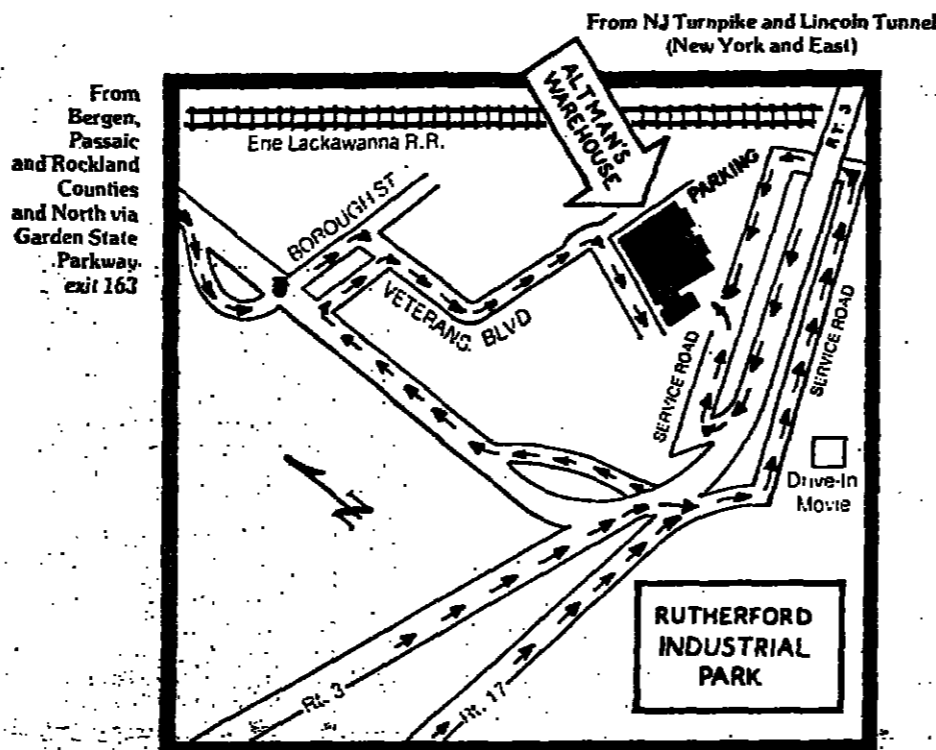 From NJ Turnpike and Lincoln Tunnel
(New York and East)
From
Bergen,
Passaic
and Rockland
Counties
and North via
Garden State
Parkway
exit 163
ALTMAN'S
WAREHOUSE
RT. 3
Erie Lackawanna R.R.
PARKING
BOROUGH ST
VETERANS BLVD
SERVICE ROAD
SERVICE ROAD
Drive-In
Movie
N
RUTHERFORD
INDUSTRIAL
PARK
Rt. 3
Rt. 17